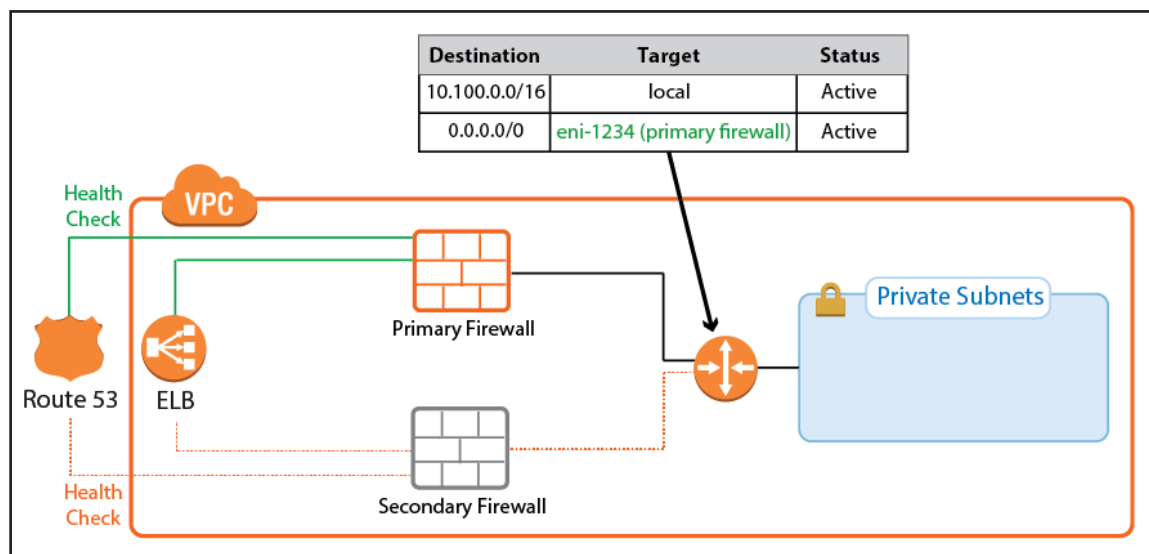 Destination Target Status
10.100.0.0/16 local Active
0.0.0.0/0 eni-1234 (primary firewall) Active
Health
Check
VPC
Primary Firewall
Private Subnets
Route 53
ELB
Secondary Firewall
Health
Check